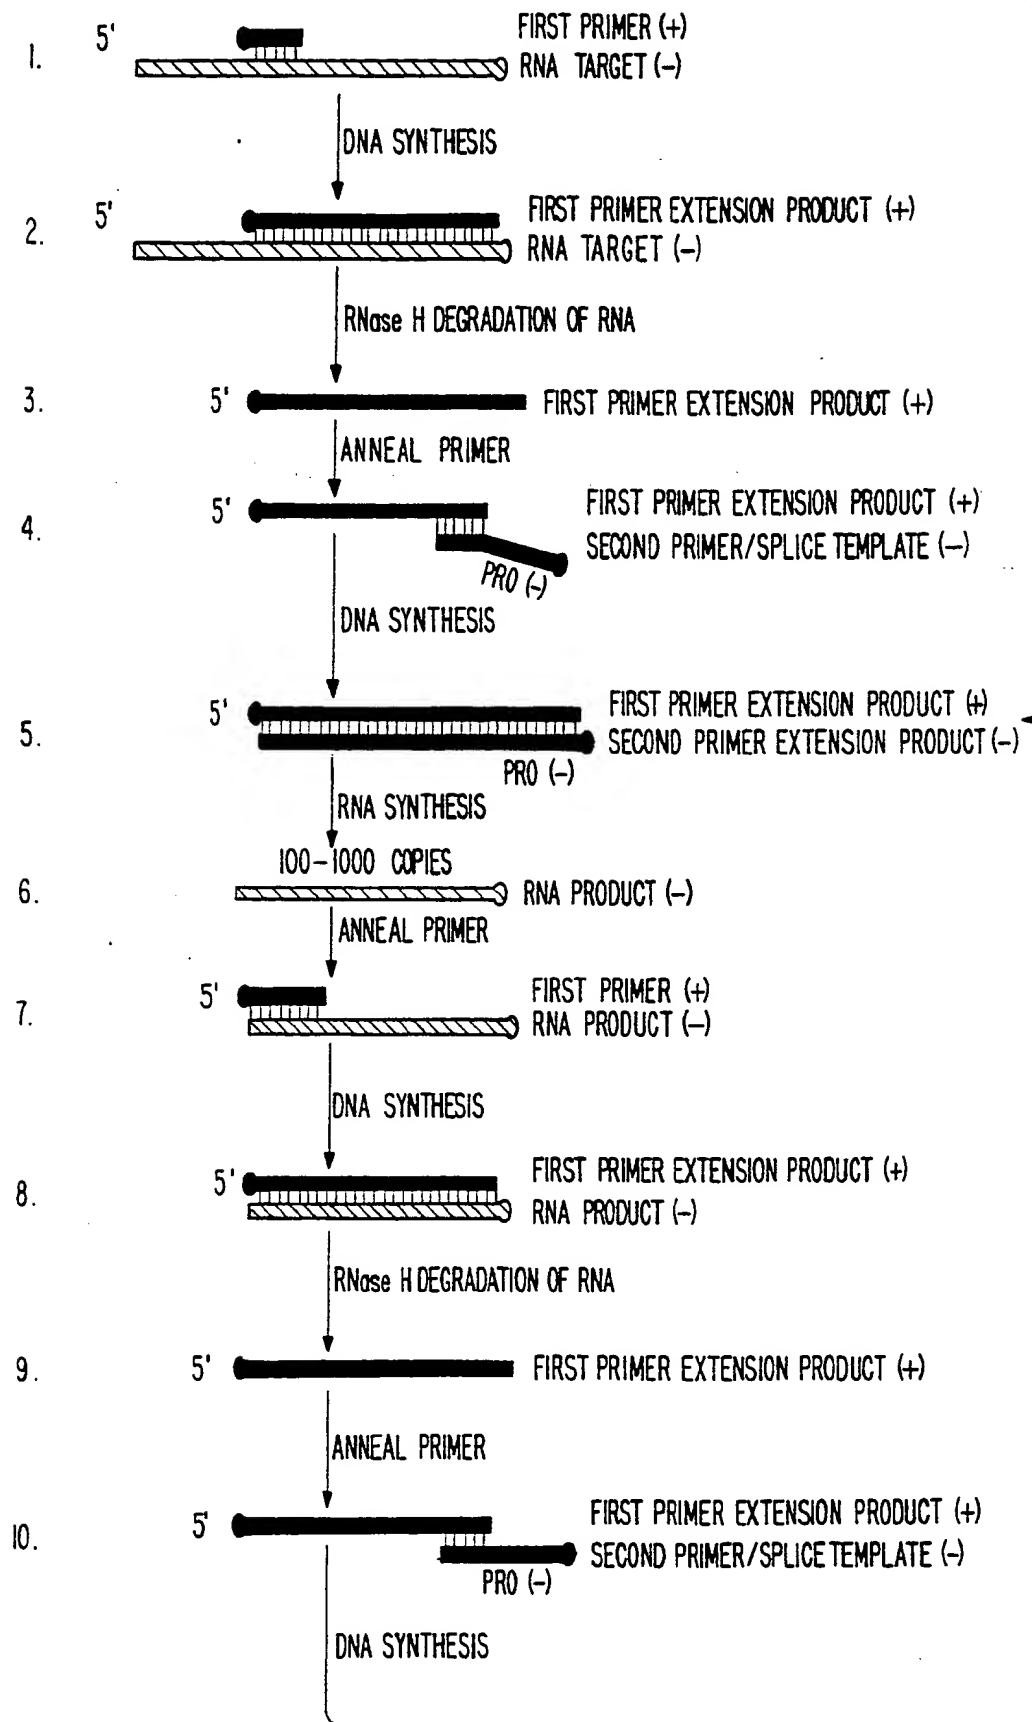 1.
5'
FIRST PRIMER (+)
RNA TARGET (-)
DNA SYNTHESIS
2.
5'
FIRST PRIMER EXTENSION PRODUCT (+)
RNA TARGET (-)
RNase H DEGRADATION OF RNA
3.
5'
FIRST PRIMER EXTENSION PRODUCT (+)
ANNEAL PRIMER
4.
5'
FIRST PRIMER EXTENSION PRODUCT (+)
SECOND PRIMER/SPLICE TEMPLATE (-)
PRO (-)
DNA SYNTHESIS
5.
5'
FIRST PRIMER EXTENSION PRODUCT (+)
SECOND PRIMER EXTENSION PRODUCT (-)
PRO (-)
RNA SYNTHESIS
100-1000 COPIES
6.
RNA PRODUCT (-)
ANNEAL PRIMER
7.
5'
FIRST PRIMER (+)
RNA PRODUCT (-)
DNA SYNTHESIS
8.
5'
FIRST PRIMER EXTENSION PRODUCT (+)
RNA PRODUCT (-)
RNase H DEGRADATION OF RNA
9.
5'
FIRST PRIMER EXTENSION PRODUCT (+)
ANNEAL PRIMER
10.
5'
FIRST PRIMER EXTENSION PRODUCT (+)
SECOND PRIMER/SPLICE TEMPLATE (-)
PRO (-)
DNA SYNTHESIS